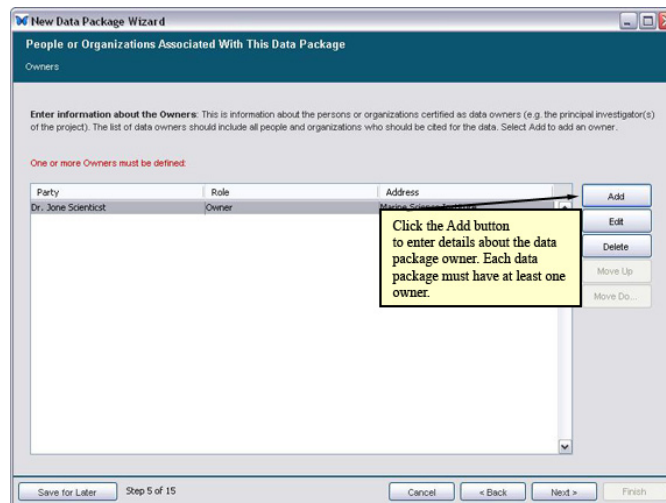 New Data Package Wizard
People or Organizations Associated With This Data Package
Owners
Enter information about the Owners: This is information about the persons or organizations certified as data owners (e.g. the principal investigator(s)
of the project). The list of data owners should include all people and organizations who should be cited for the data. Select Add to add an owner.
One or more Owners must be defined:
Party Role Address
Dr. Jone Scienticst Owner Marine Science
Add
Click the Add button
to enter details about the data
package owner. Each data
package must have at least one
owner.
Edit
Delete
Move Up
Move Do...
Save for Later Step 5 of 15 Cancel < Back Next > Finish